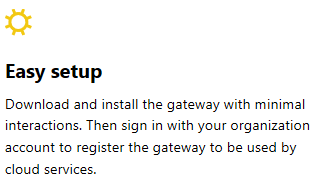 Easy setup
Download and install the gateway with minimal
interactions. Then sign in with your organization
account to register the gateway to be used by
cloud services.